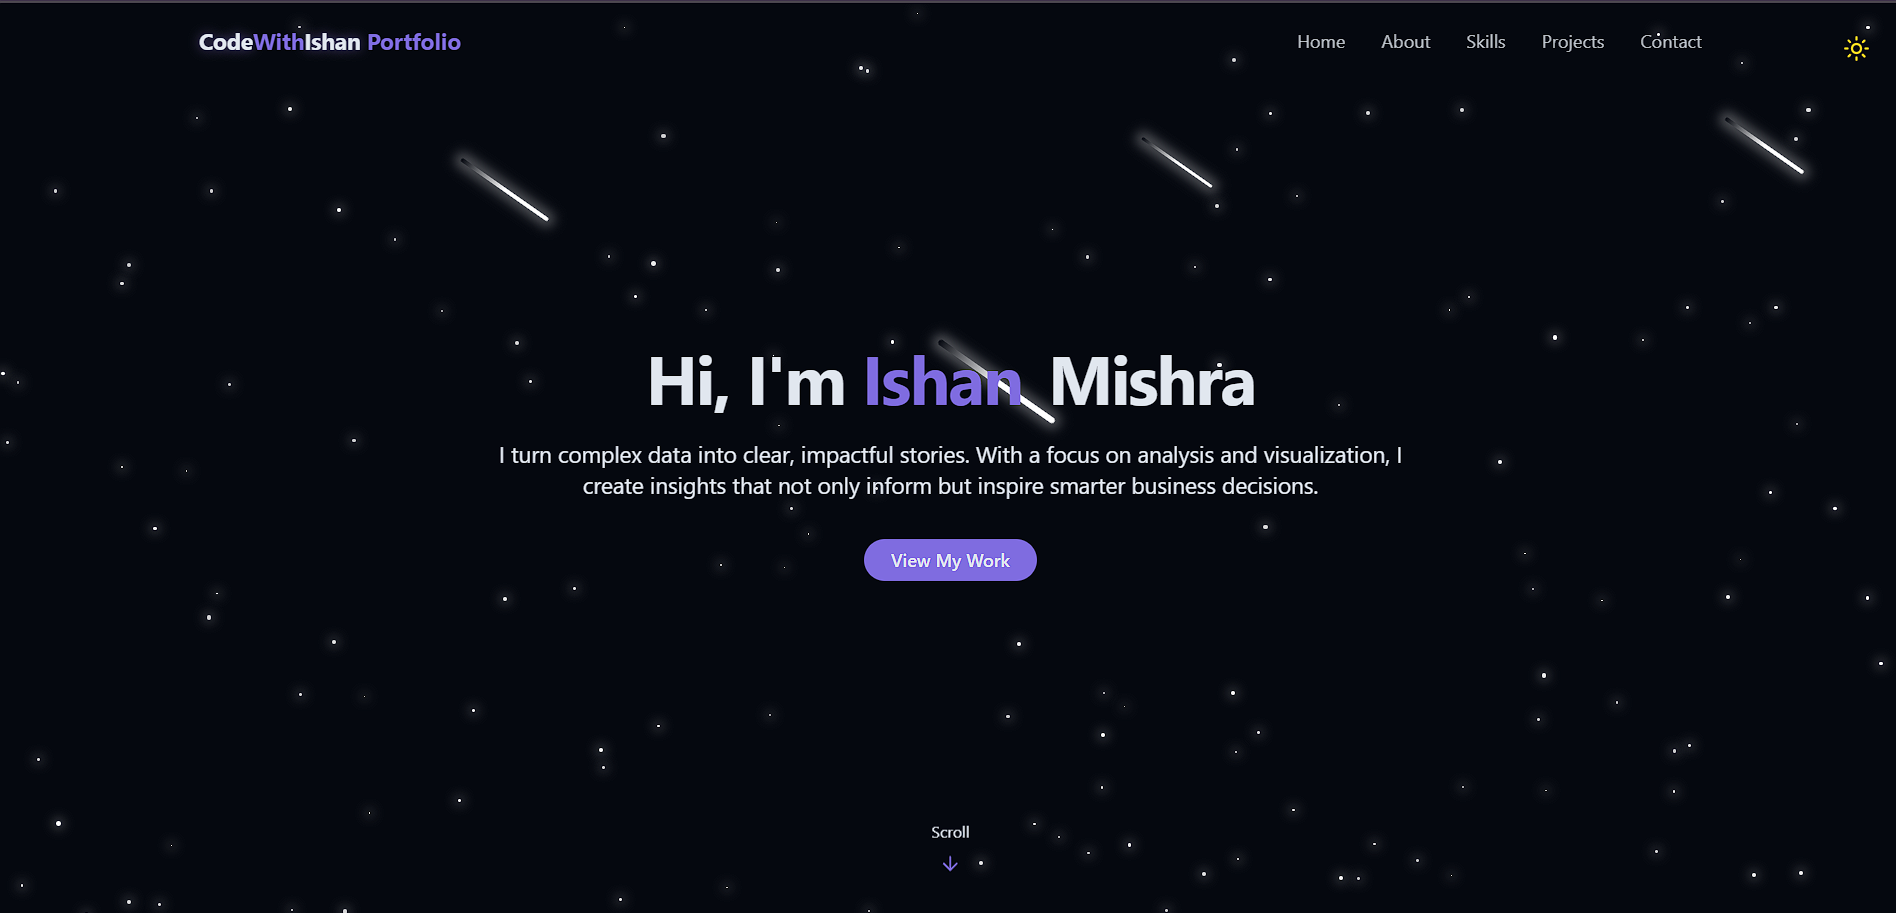 CodeWithIshan Portfolio
Home About Skills Projects Contact
Hi, I'm Ishan Mishra
I turn complex data into clear, impactful stories. With a focus on analysis and visualization, I
create insights that not only inform but inspire smarter business decisions.
View My Work
Scroll